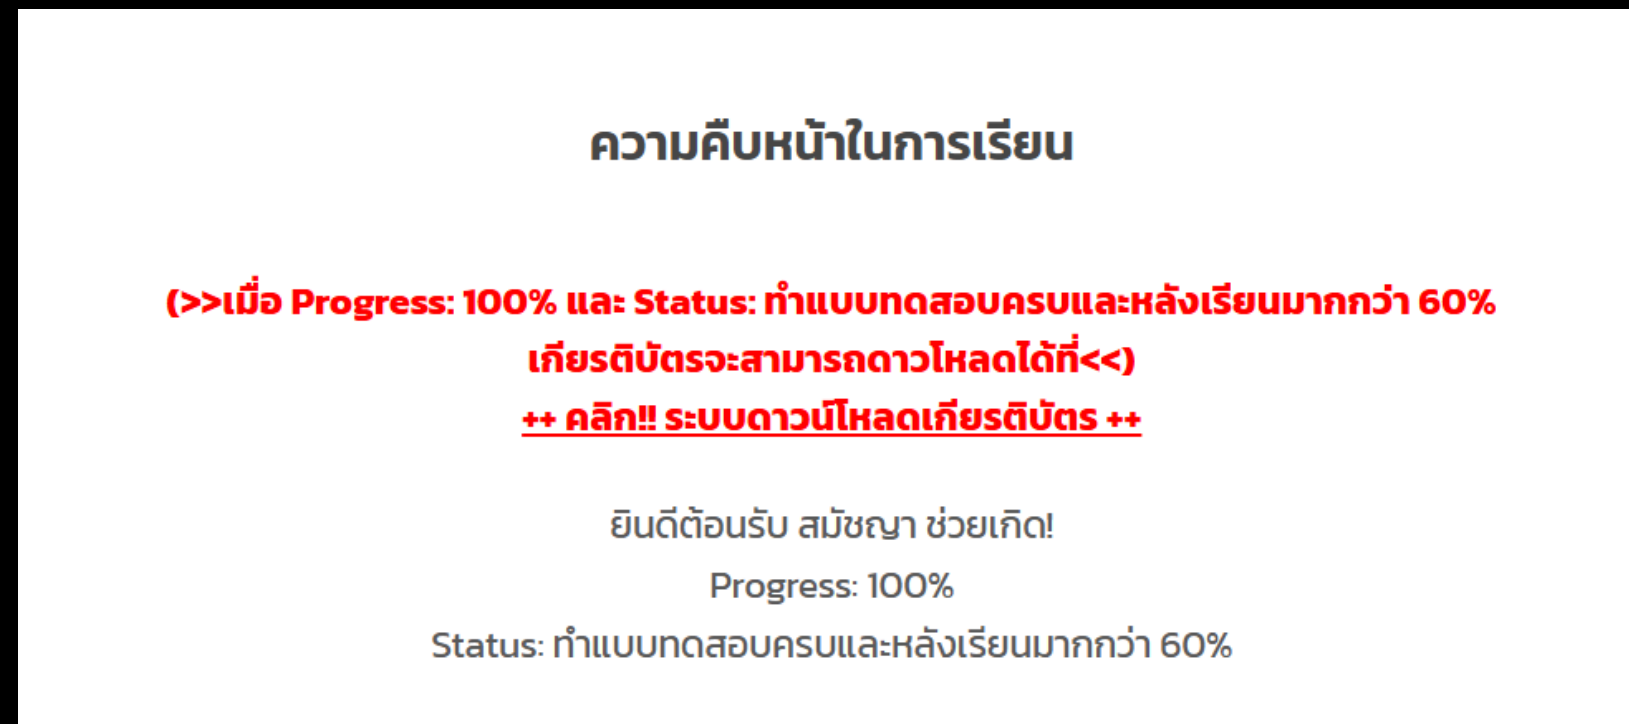 ความคืบหน้าในการเรียน
(>>เมื่อ Progress: 100% และ Status: ทำแบบทดสอบครบและหลังเรียนมากกว่า 60%
เกียรติบัตรจะสามารถดาวโหลดได้ที่<<)
++ คลิก!! ระบบดาวน์โหลดเกียรติบัตร ++
ยินดีต้อนรับ สมัชญา ช่วยเกิด!
Progress: 100%
Status: ทำแบบทดสอบครบและหลังเรียนมากกว่า 60%